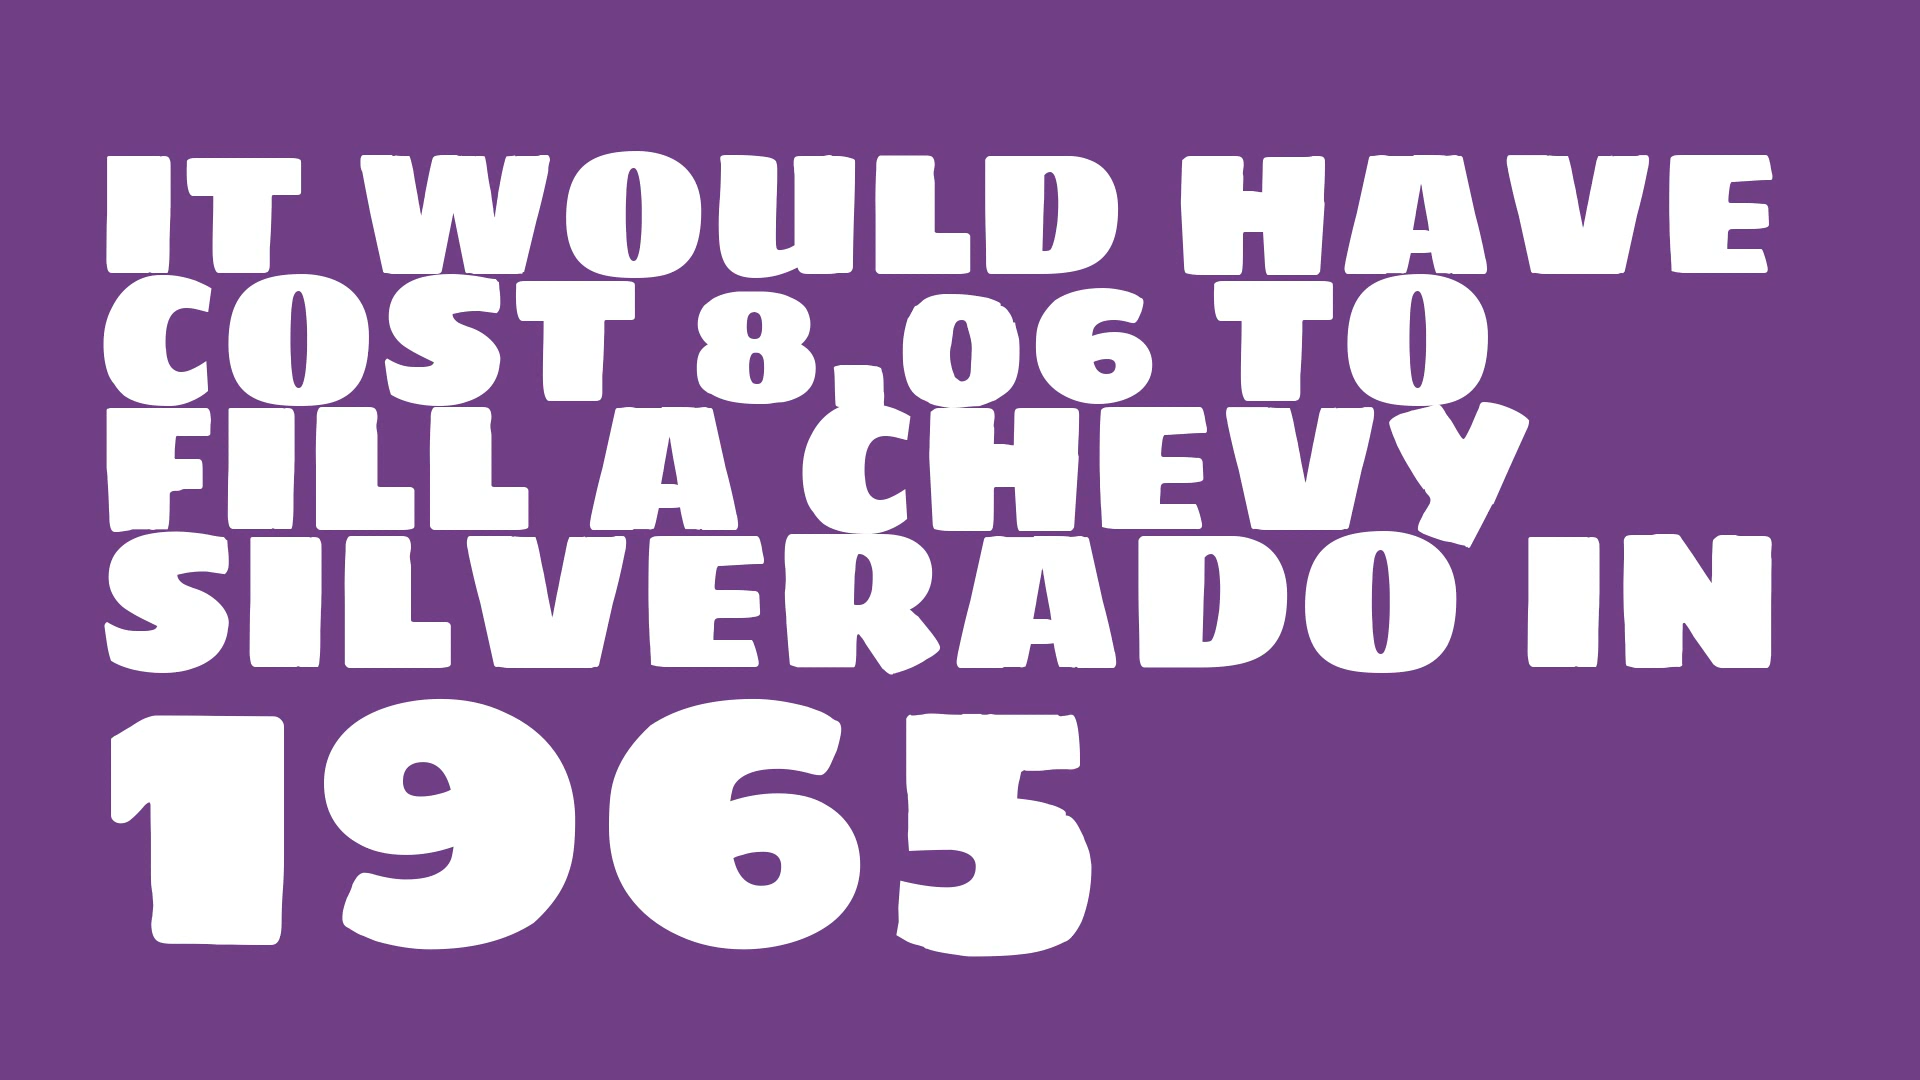 IT WOULD HAVE
COST 8.06 TO
FILL A CHEVY
SILVERADO IN
1965